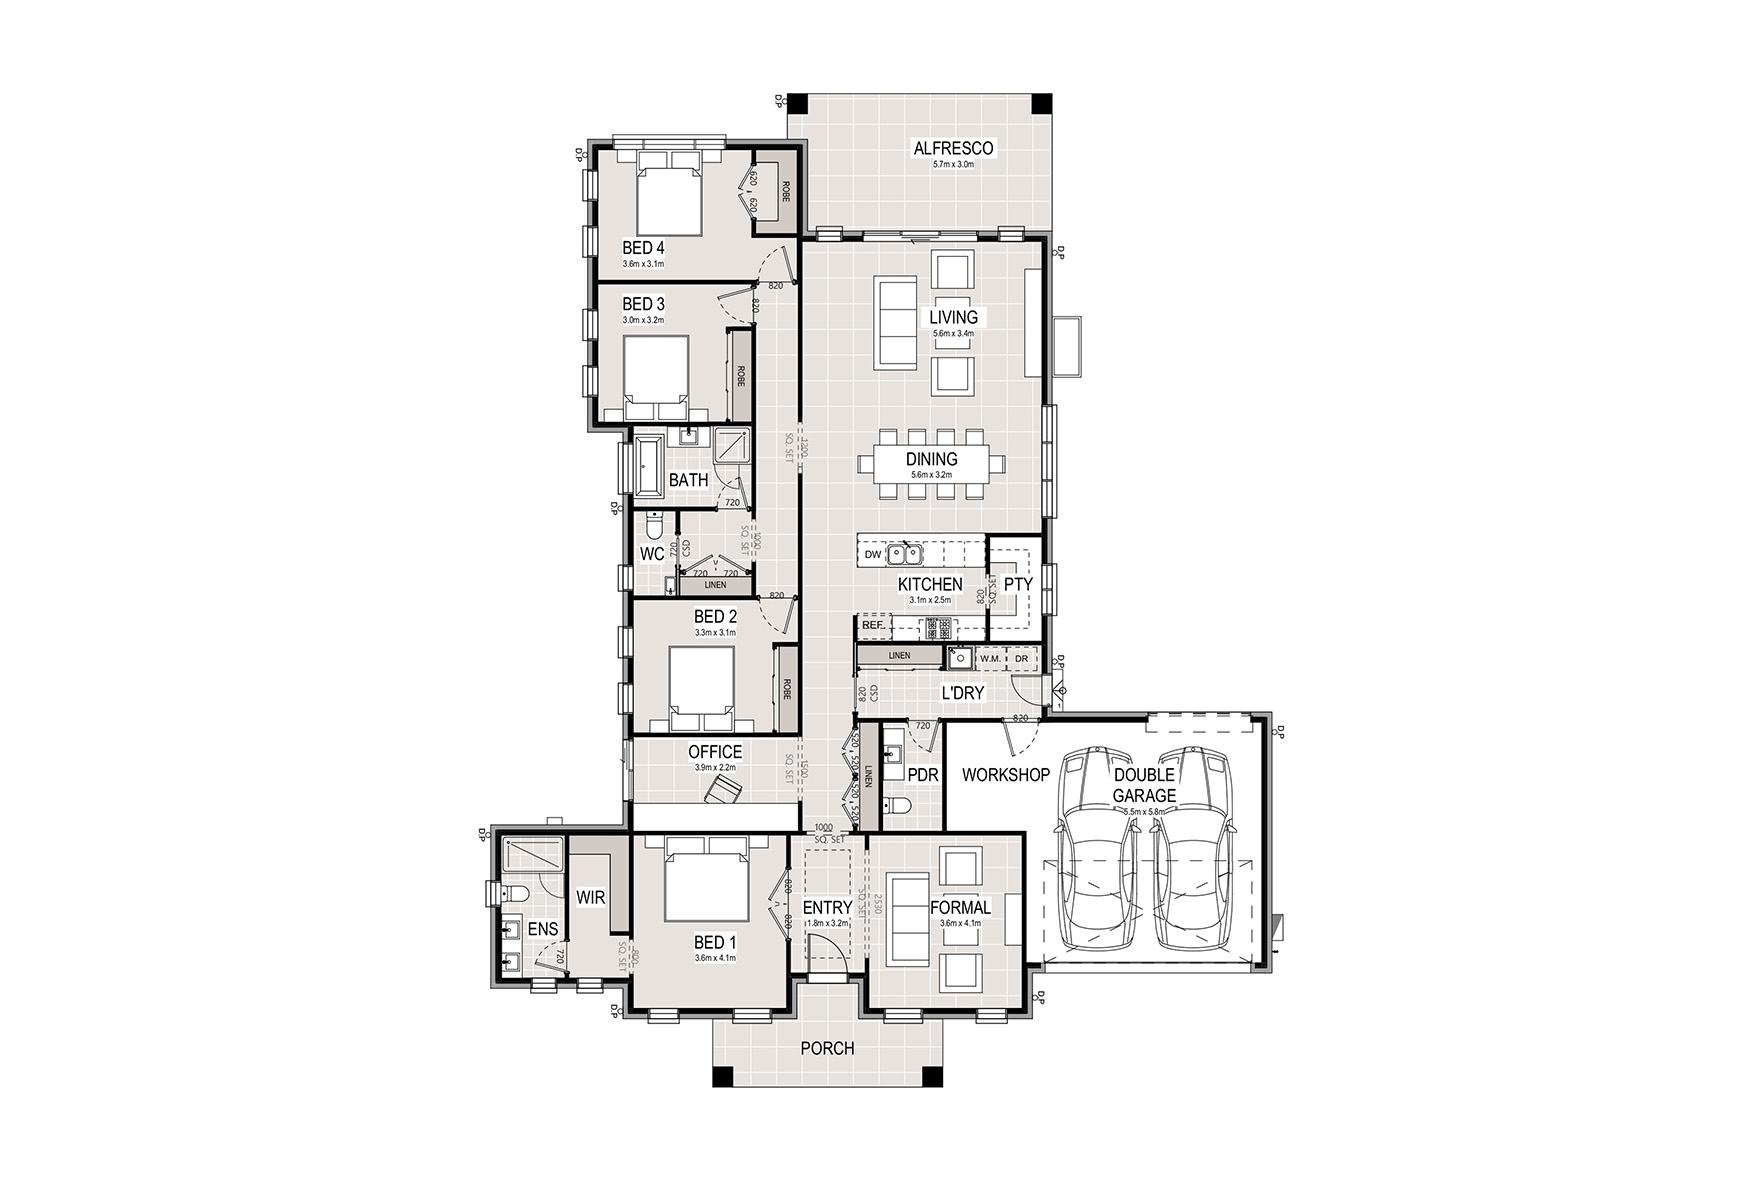 DP
ALFRESCO
5.7m x 3.0m
DP
620
620
ROBE
BED 4
3.6m x 3.1m
820
DP
BED 3
3.0m x 3.2m
820
ROBE
LIVING
5.6m x 3.4m
1200
SQ. SET
DINING
5.6m x 3.2m
BATH
720
DP
WC
720
CSD
1000
SQ. SET
720
720
LINEN
DW
KITCHEN
3.1m x 2.5m
820
SQ. SET
PTY
REF.
820
BED 2
3.3m x 3.1m
ROBE
LINEN
W.M.
DR
DP
820
CSD
L'DRY
1
720
820
DP
OFFICE
3.9m x 2.2m
1500
SQ. SET
520
520
520
520
LINEN
PDR
WORKSHOP
DOUBLE
GARAGE
5.5m x 5.8m
DP
1000
SQ. SET
WIR
ENS
720
800
SQ. SET
BED 1
3.6m x 4.1m
820
820
ENTRY
1.8m x 3.2m
2530
SQ. SET
FORMAL
3.6m x 4.1m
DP
DP
PORCH